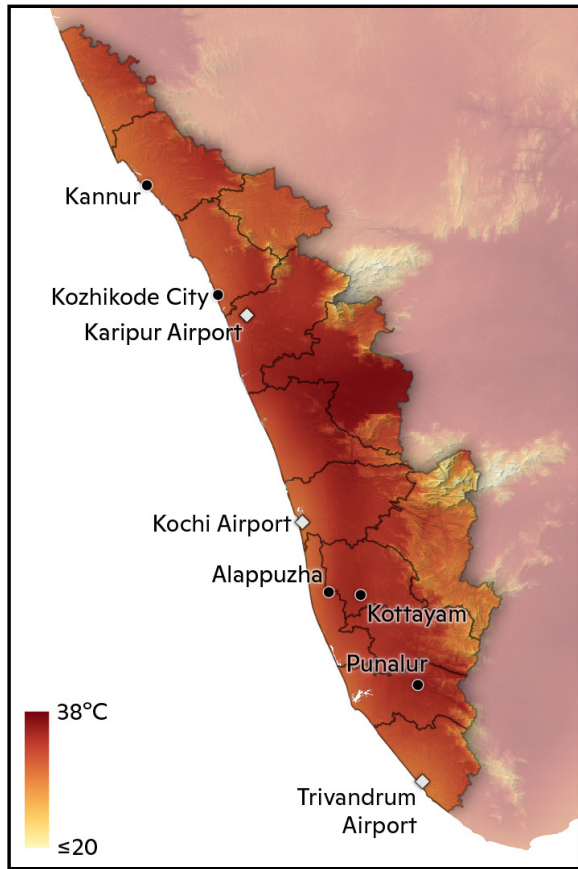 Kannur
Kozhikode City
Karipur Airport
Kochi Airport
Alappuzha
Kottayam
Punalur
38°C
≤20
Trivandrum
Airport